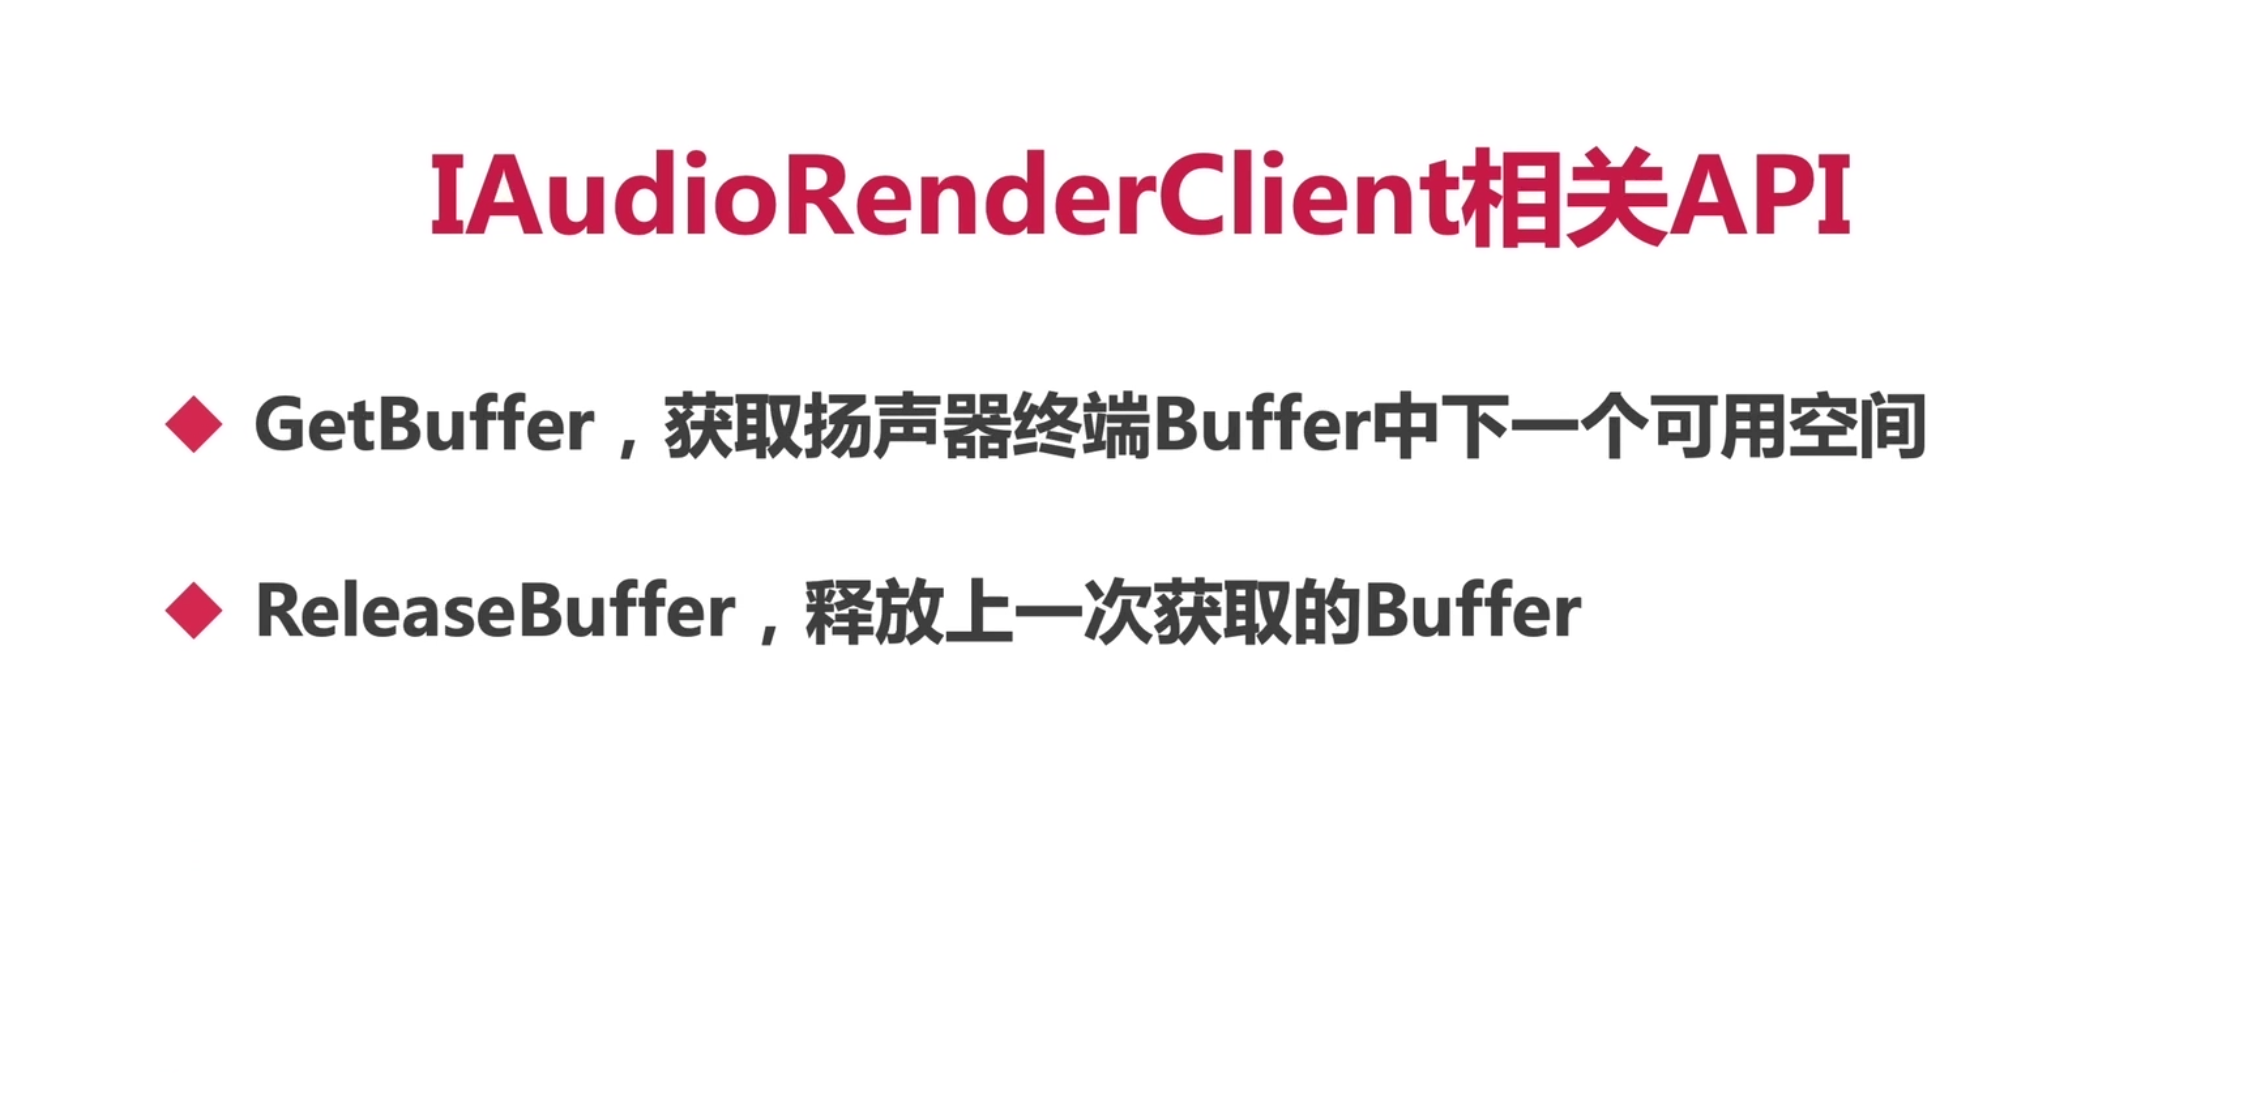 IAudioRenderClient相关API
GetBuffer，获取扬声器终端Buffer中下一个可用空间
ReleaseBuffer，释放上一次获取的Buffer